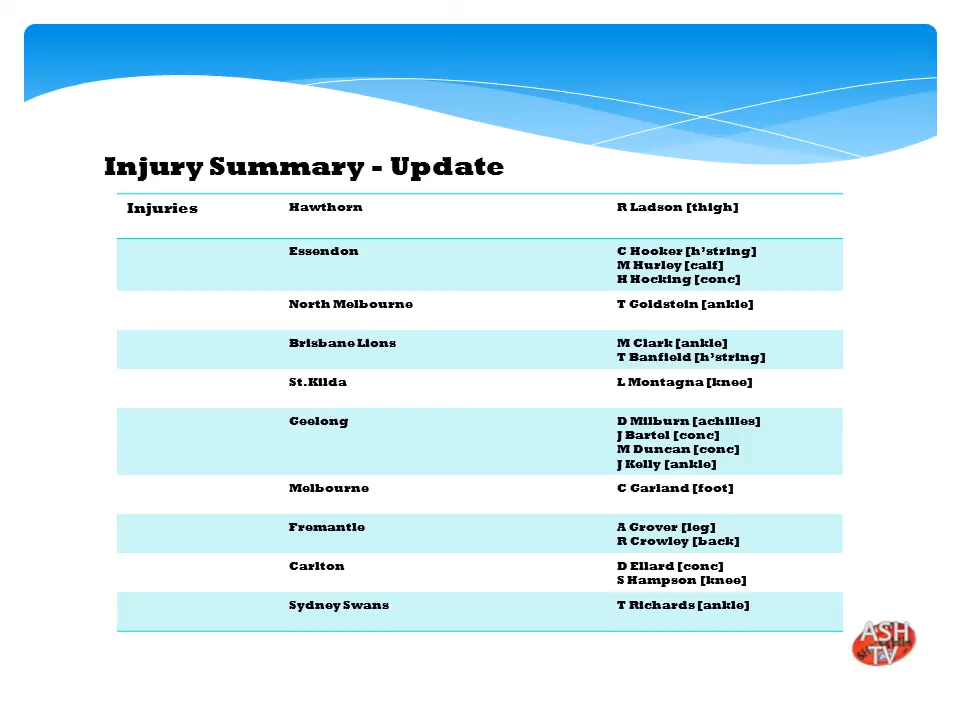 Injury Summary - Update
Injuries Hawthorn R Ladson [thigh]
Essendon C Hooker [h’string]
M Hurley [calf]
H Hocking [conc]
North Melbourne T Goldstein [ankle]
Brisbane Lions M Clark [ankle]
T Banfield [h’string]
St.Kilda L Montagna [knee]
Geelong D Milburn [achilles]
J Bartel [conc]
M Duncan [conc]
J Kelly [ankle]
Melbourne C Garland [foot]
Fremantle A Grover [leg]
R Crowley [back]
Carlton D Ellard [conc]
S Hampson [knee]
Sydney Swans T Richards [ankle]
ASH
TV